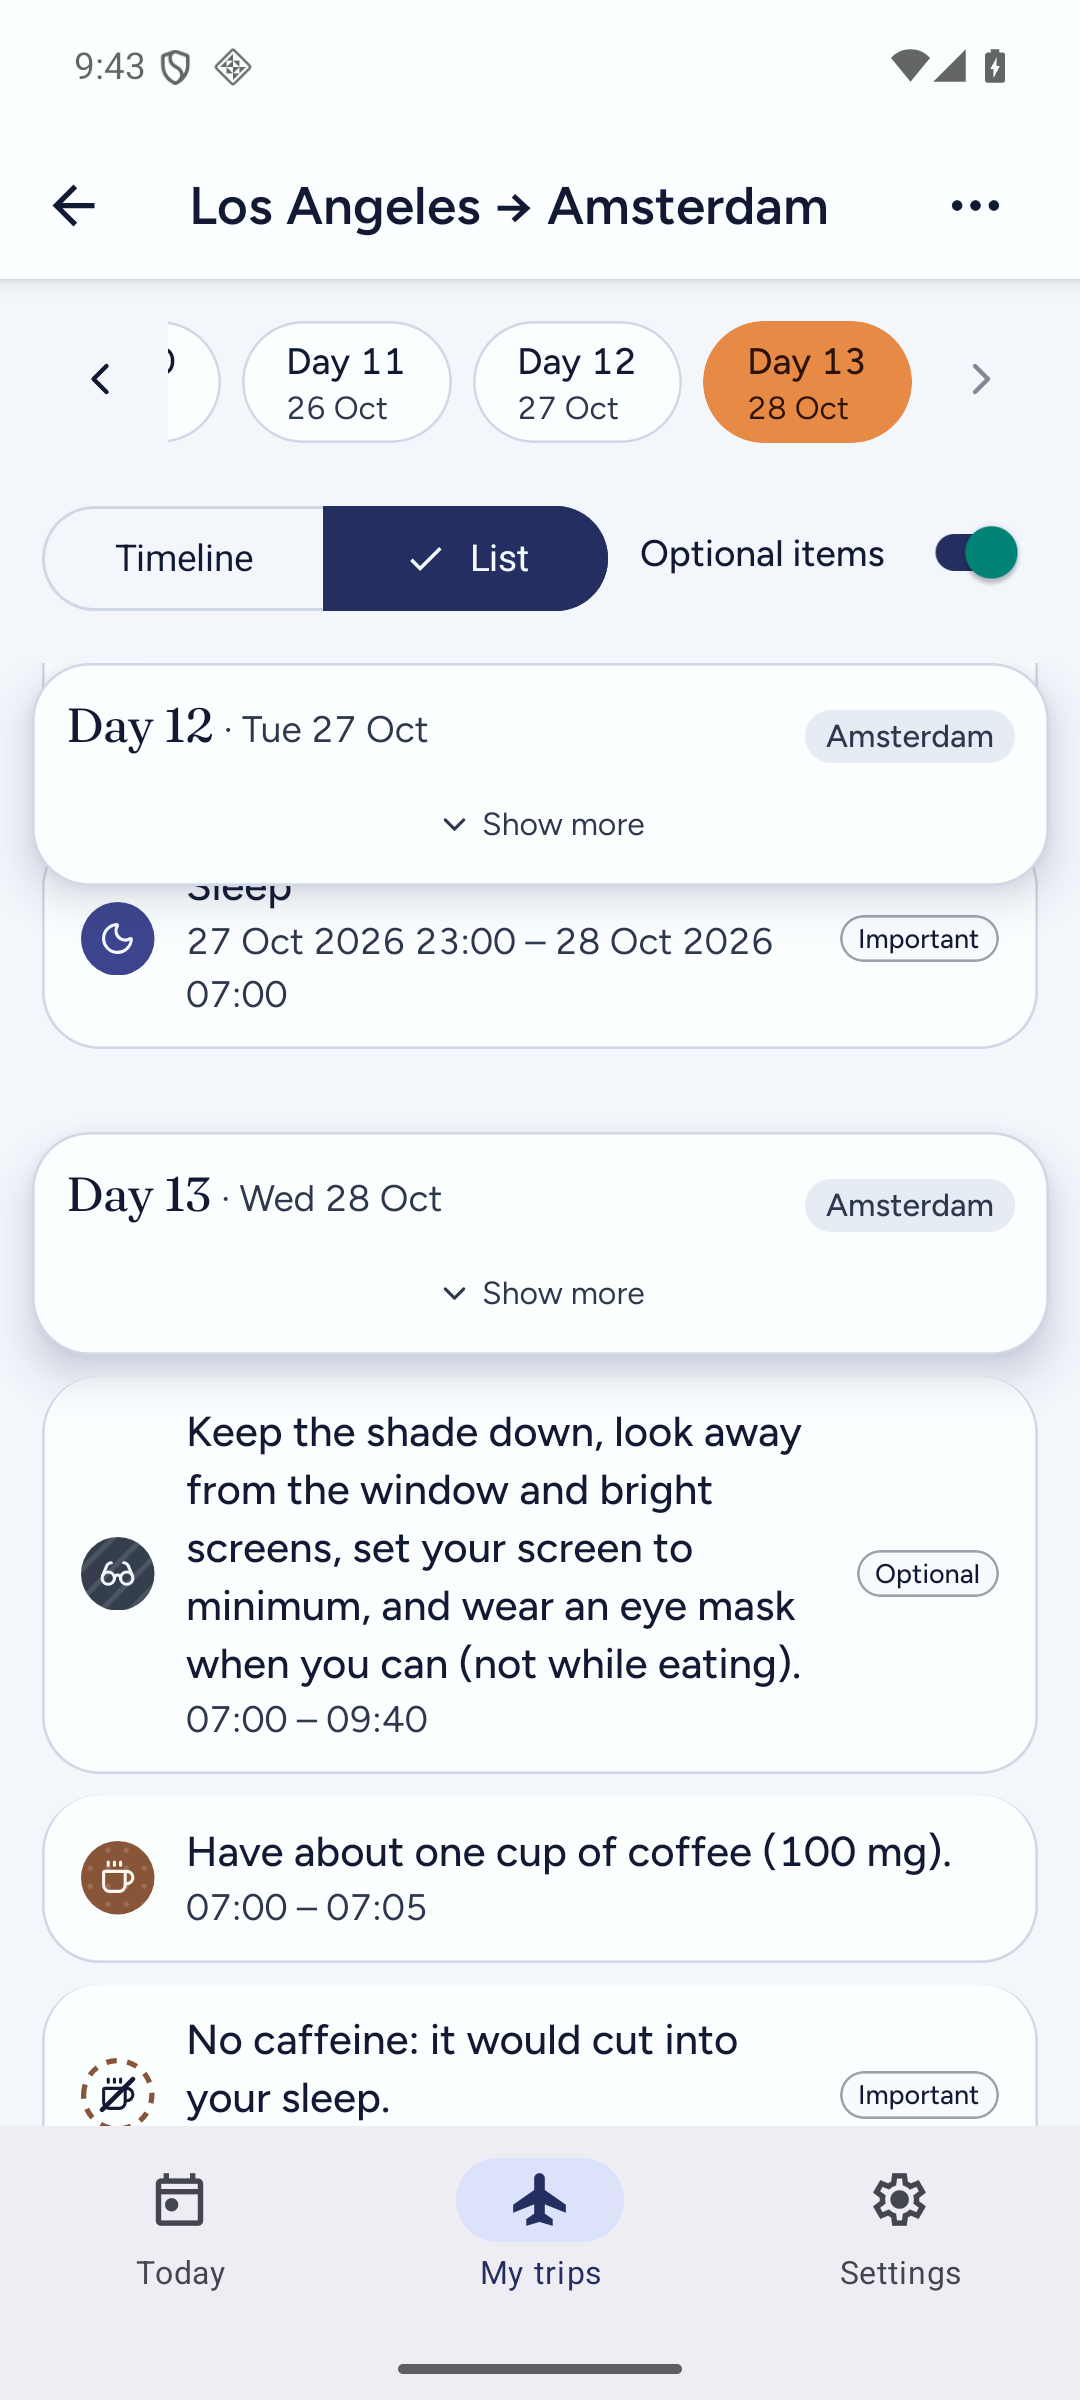 9:43
Los Angeles → Amsterdam
Day 11
26 Oct
Day 12
27 Oct
Day 13
28 Oct
Timeline
List
Optional items
Day 12 · Tue 27 Oct
Amsterdam
Show more
Sleep
27 Oct 2026 23:00 – 28 Oct 2026
07:00
Important
Day 13 · Wed 28 Oct
Amsterdam
Show more
Keep the shade down, look away
from the window and bright
screens, set your screen to
minimum, and wear an eye mask
when you can (not while eating).
07:00 – 09:40
Optional
Have about one cup of coffee (100 mg).
07:00 – 07:05
No caffeine: it would cut into
your sleep.
Important
Today
My trips
Settings